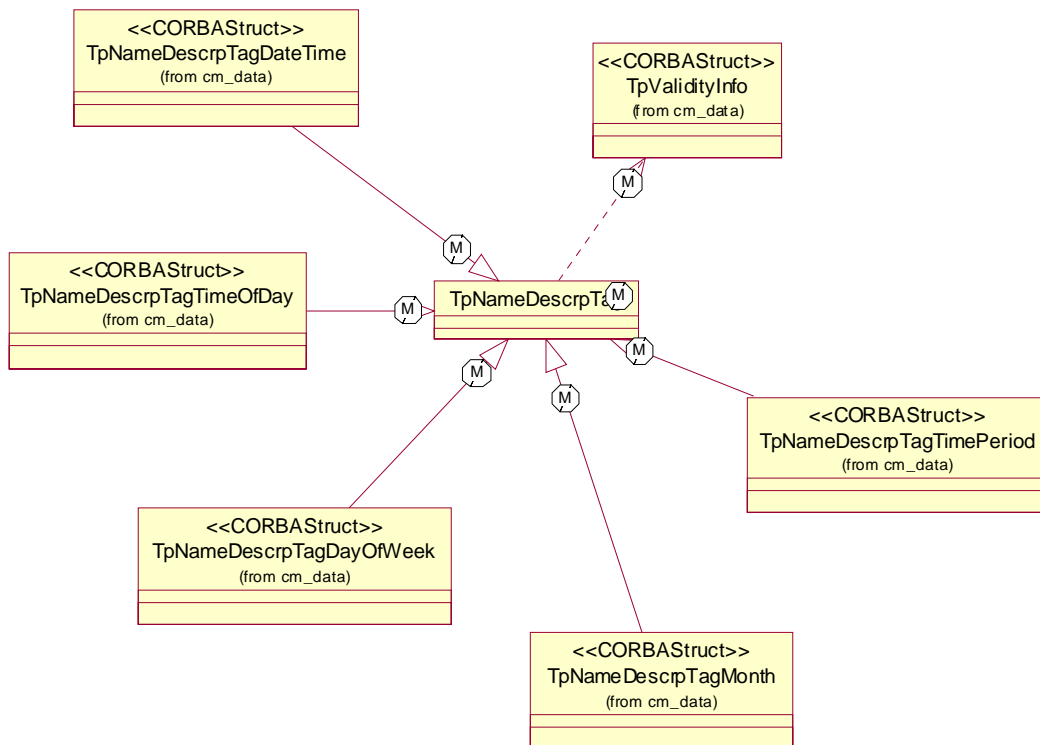 <<CORBAStruct>>
TpNameDescrpTagDateTime
(from cm_data)
<<CORBAStruct>>
TpValidityInfo
(from cm_data)
M
M
<<CORBAStruct>>
TpNameDescrpTagTimeOfDay
(from cm_data)
M
TpNameDescrpTa
M
M
M
M
<<CORBAStruct>>
TpNameDescrpTagTimePeriod
(from cm_data)
<<CORBAStruct>>
TpNameDescrpTagDayOfWeek
(from cm_data)
<<CORBAStruct>>
TpNameDescrpTagMonth
(from cm_data)